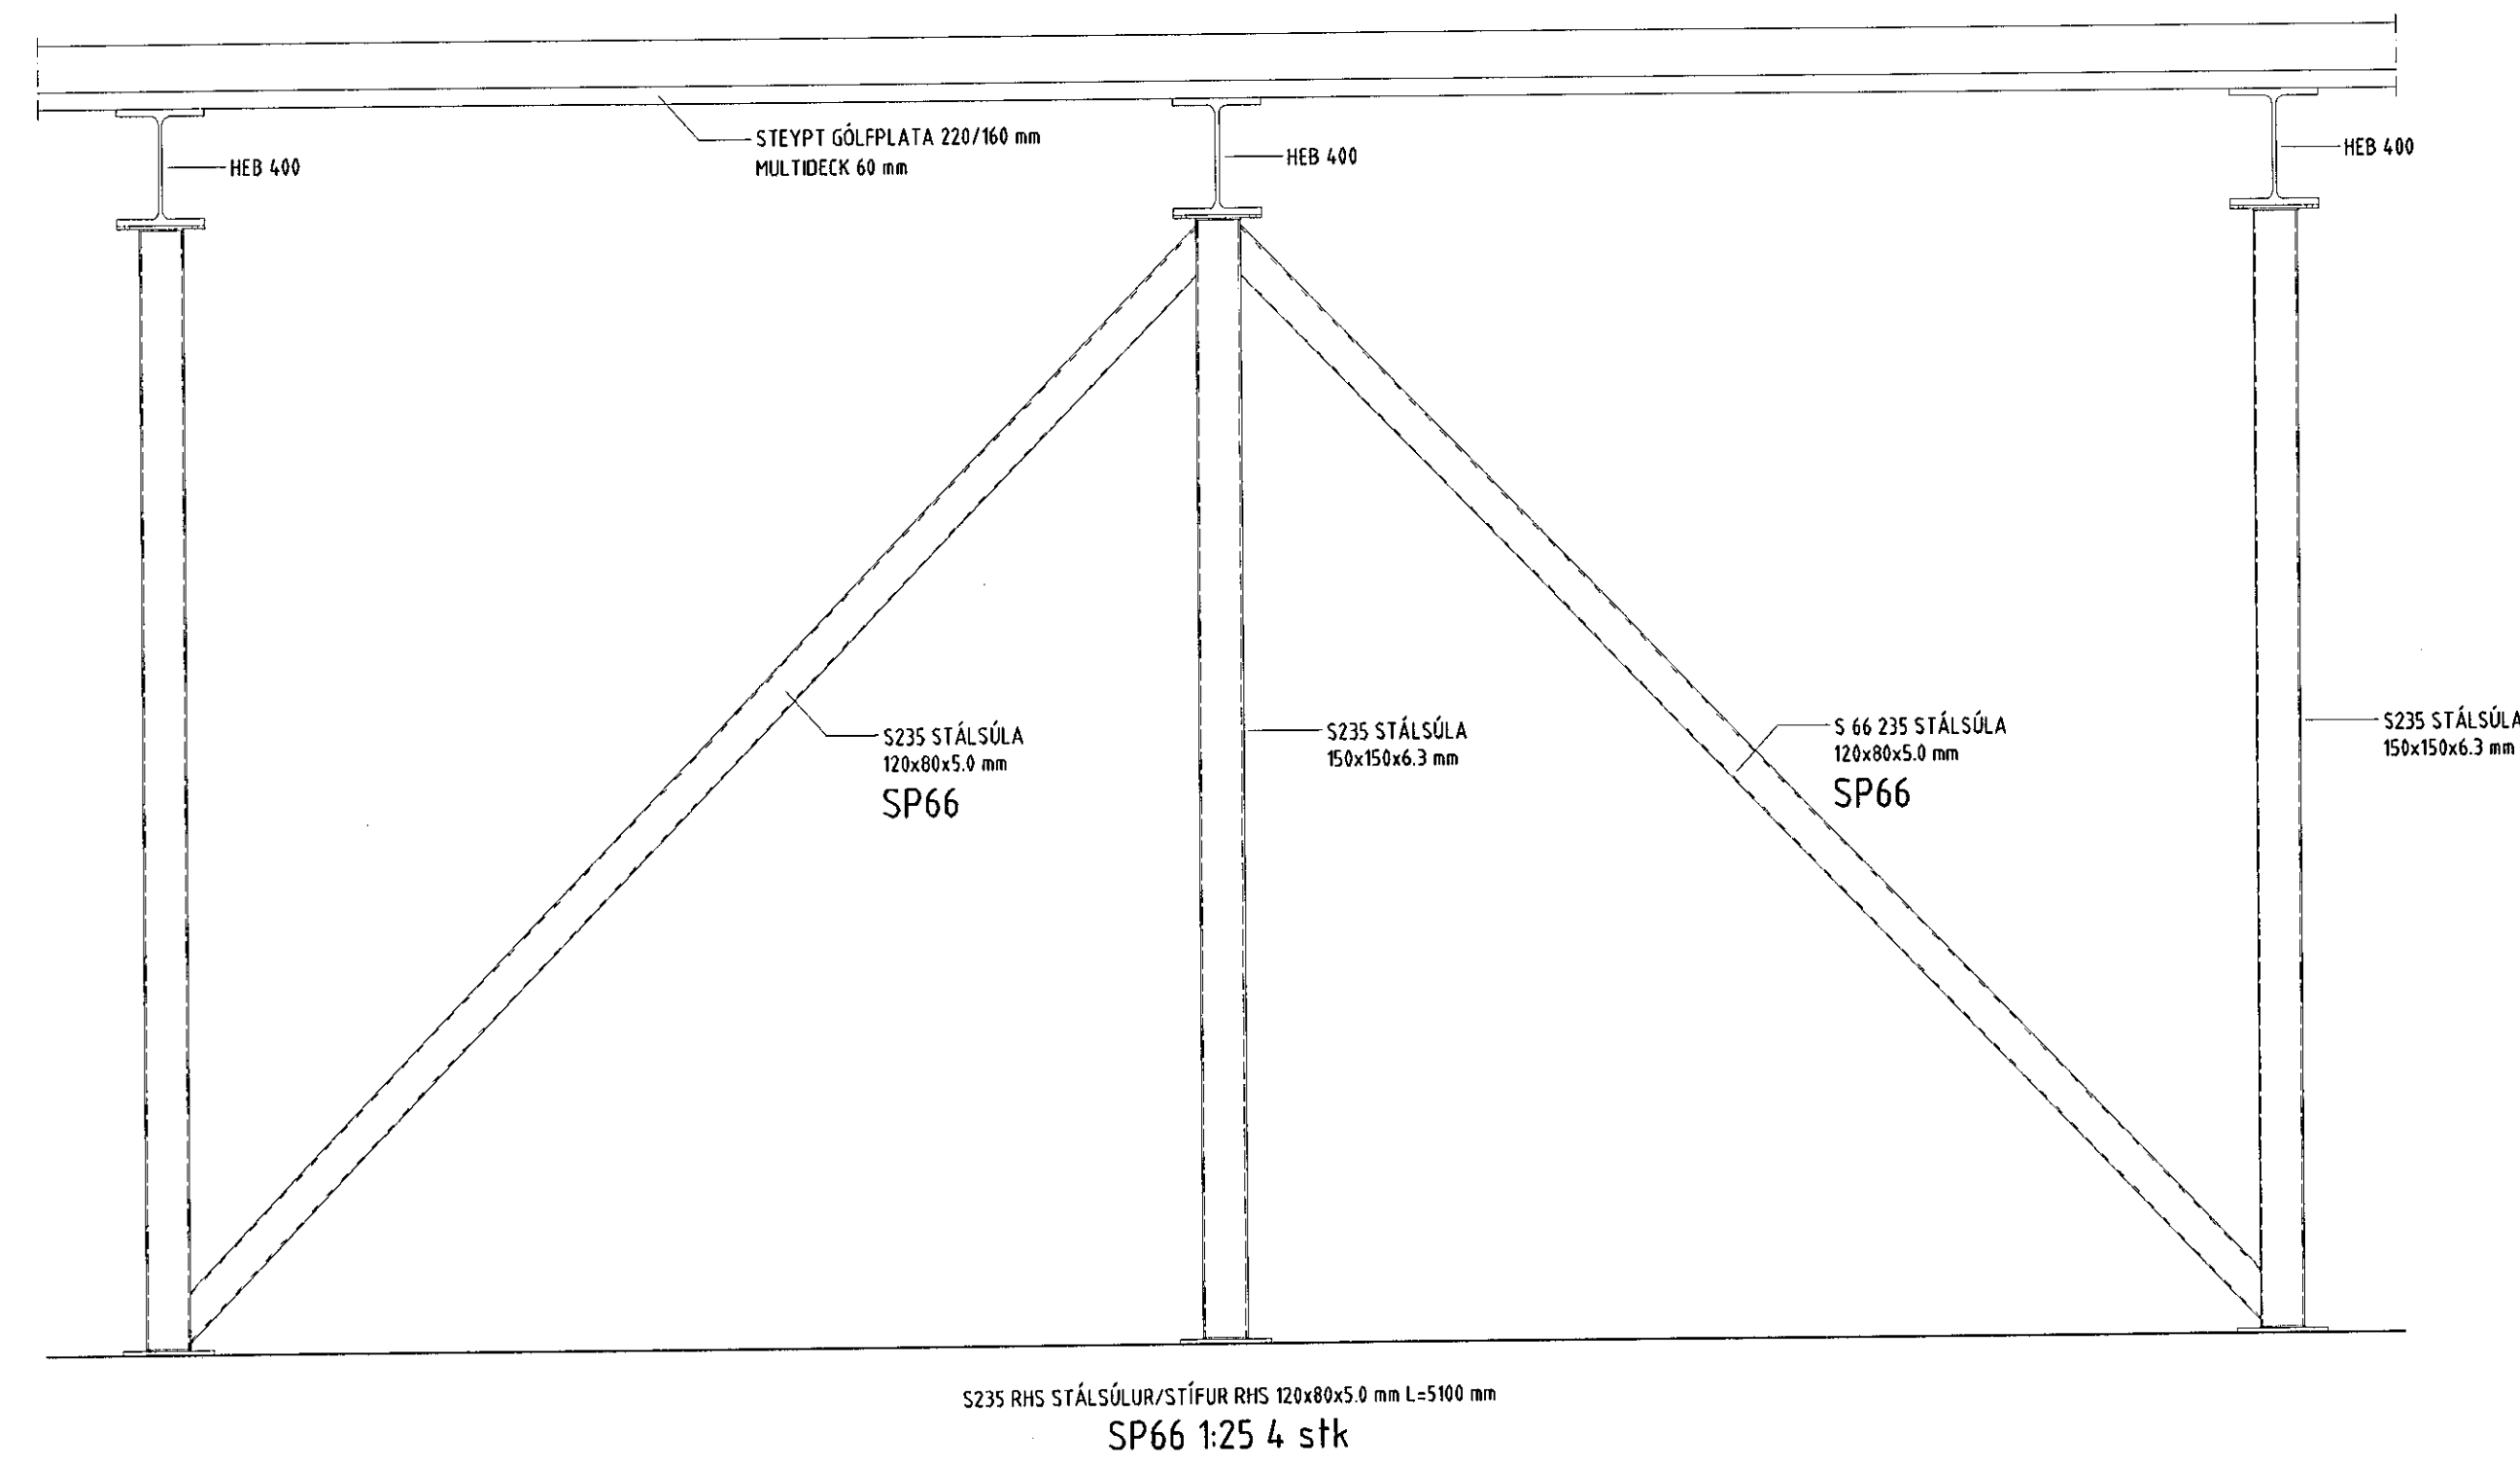 STEYPT GÓLFPLATA 220/160 mm
MULTIDECK 60 mm
HEB 400
HEB 400
HEB 400
S235 STÁLSÚLA
120x80x5.0 mm
SP66
S235 STÁLSÚLA
150x150x6.3 mm
S 66 235 STÁLSÚLA
120x80x5.0 mm
SP66
S235 STÁLSÚLA
150x150x6.3 mm
S235 RHS STÁLSÚLUR/STÍFUR RHS 120x80x5.0 mm L=5100 mm
SP66 1:25 4 stk